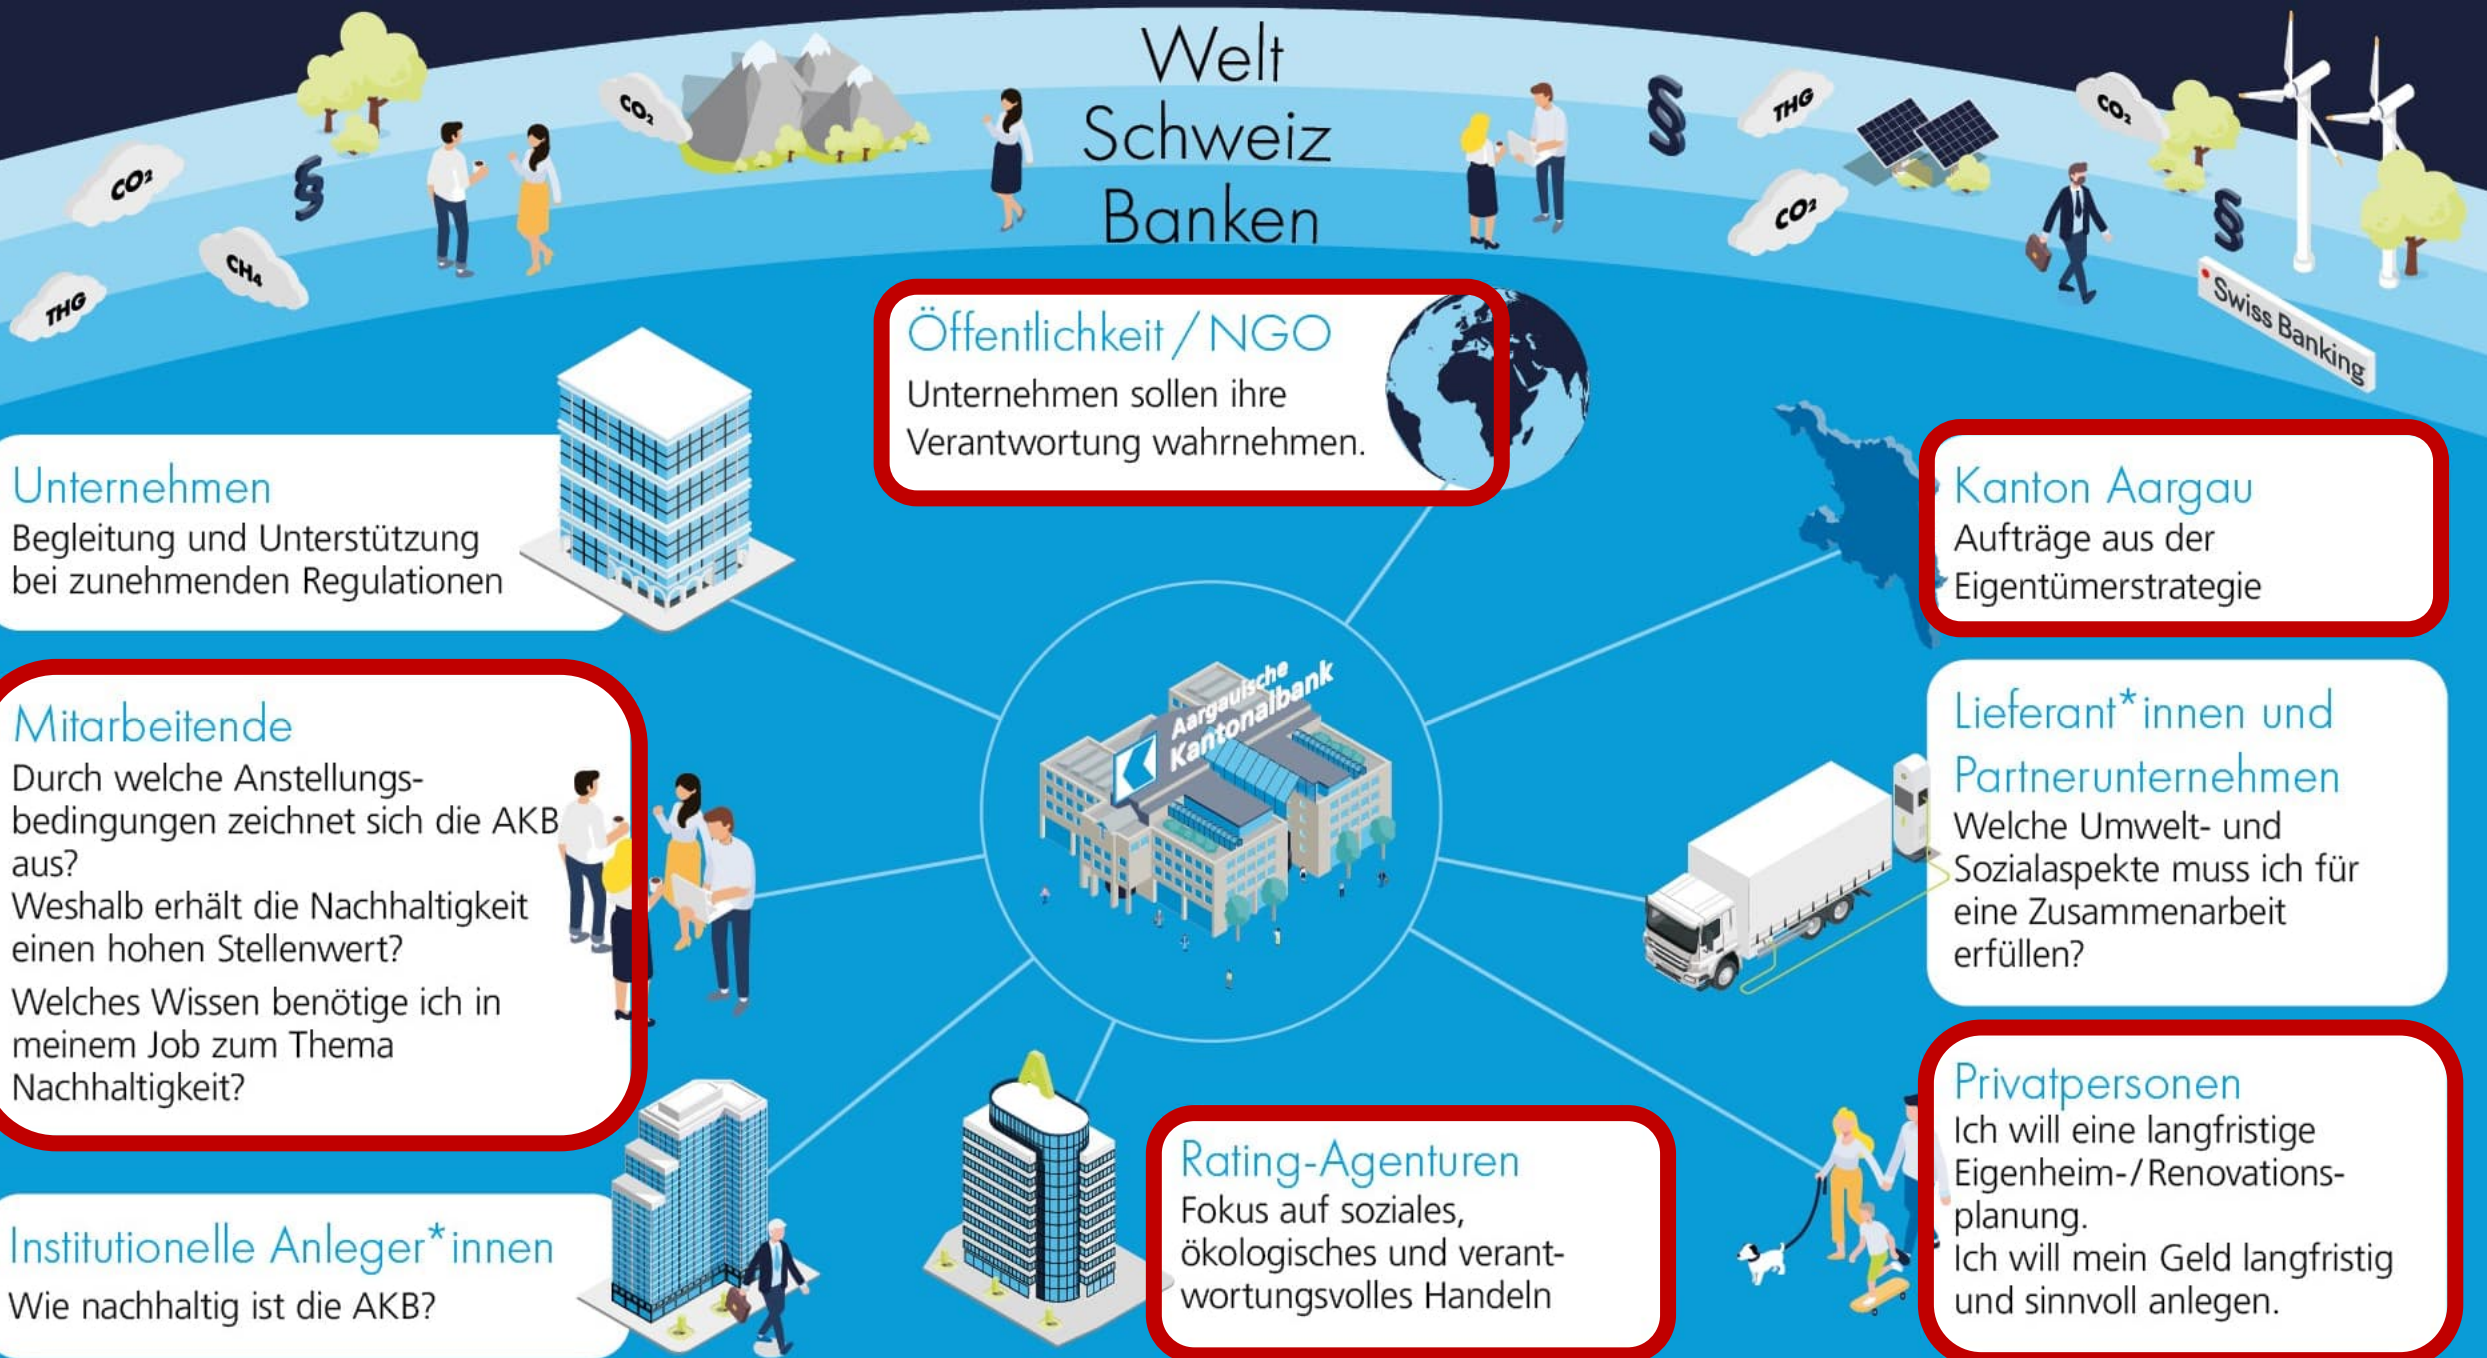 Welt
Schweiz
Banken
CO₂
THG
CH₄
§
CO₂
§
THG
CO₂
CO₂
§
Swiss Banking
Öffentlichkeit / NGO
Unternehmen sollen ihre
Verantwortung wahrnehmen.
Unternehmen
Begleitung und Unterstützung
bei zunehmenden Regulationen
Kanton Aargau
Aufträge aus der
Eigentümerstrategie
Mitarbeitende
Durch welche Anstellungs-
bedingungen zeichnet sich die AKB
aus?
Weshalb erhält die Nachhaltigkeit
einen hohen Stellenwert?
Welches Wissen benötige ich in
meinem Job zum Thema
Nachhaltigkeit?
Aargauische
Kantonalbank
Lieferant*innen und
Partnerunternehmen
Welche Umwelt- und
Sozialaspekte muss ich für
eine Zusammenarbeit
erfüllen?
Institutionelle Anleger*innen
Wie nachhaltig ist die AKB?
A
Rating-Agenturen
Fokus auf soziales,
ökologisches und verant-
wortungsvolles Handeln
Privatpersonen
Ich will eine langfristige
Eigenheim-/Renovations-
planung.
Ich will mein Geld langfristig
und sinnvoll anlegen.